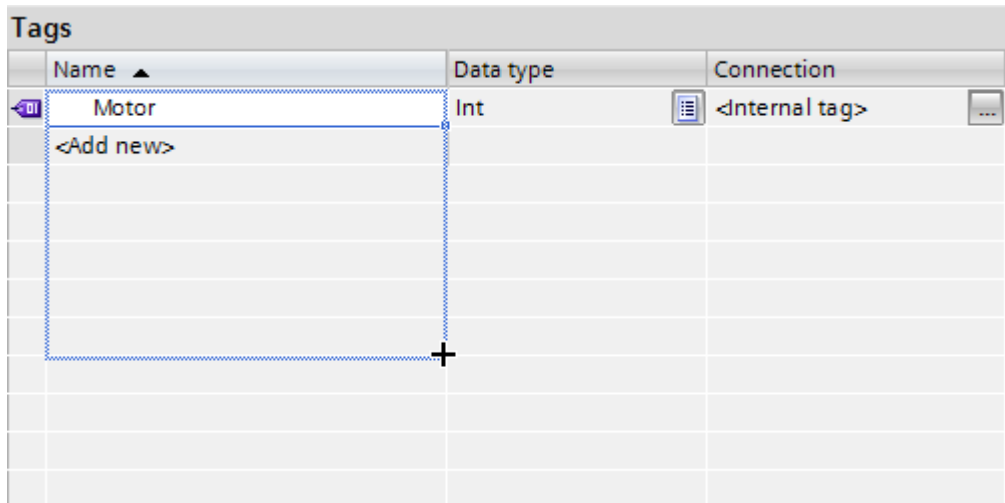 Tags
Name Data type Connection
Motor Int <Internal tag> ...
<Add new>